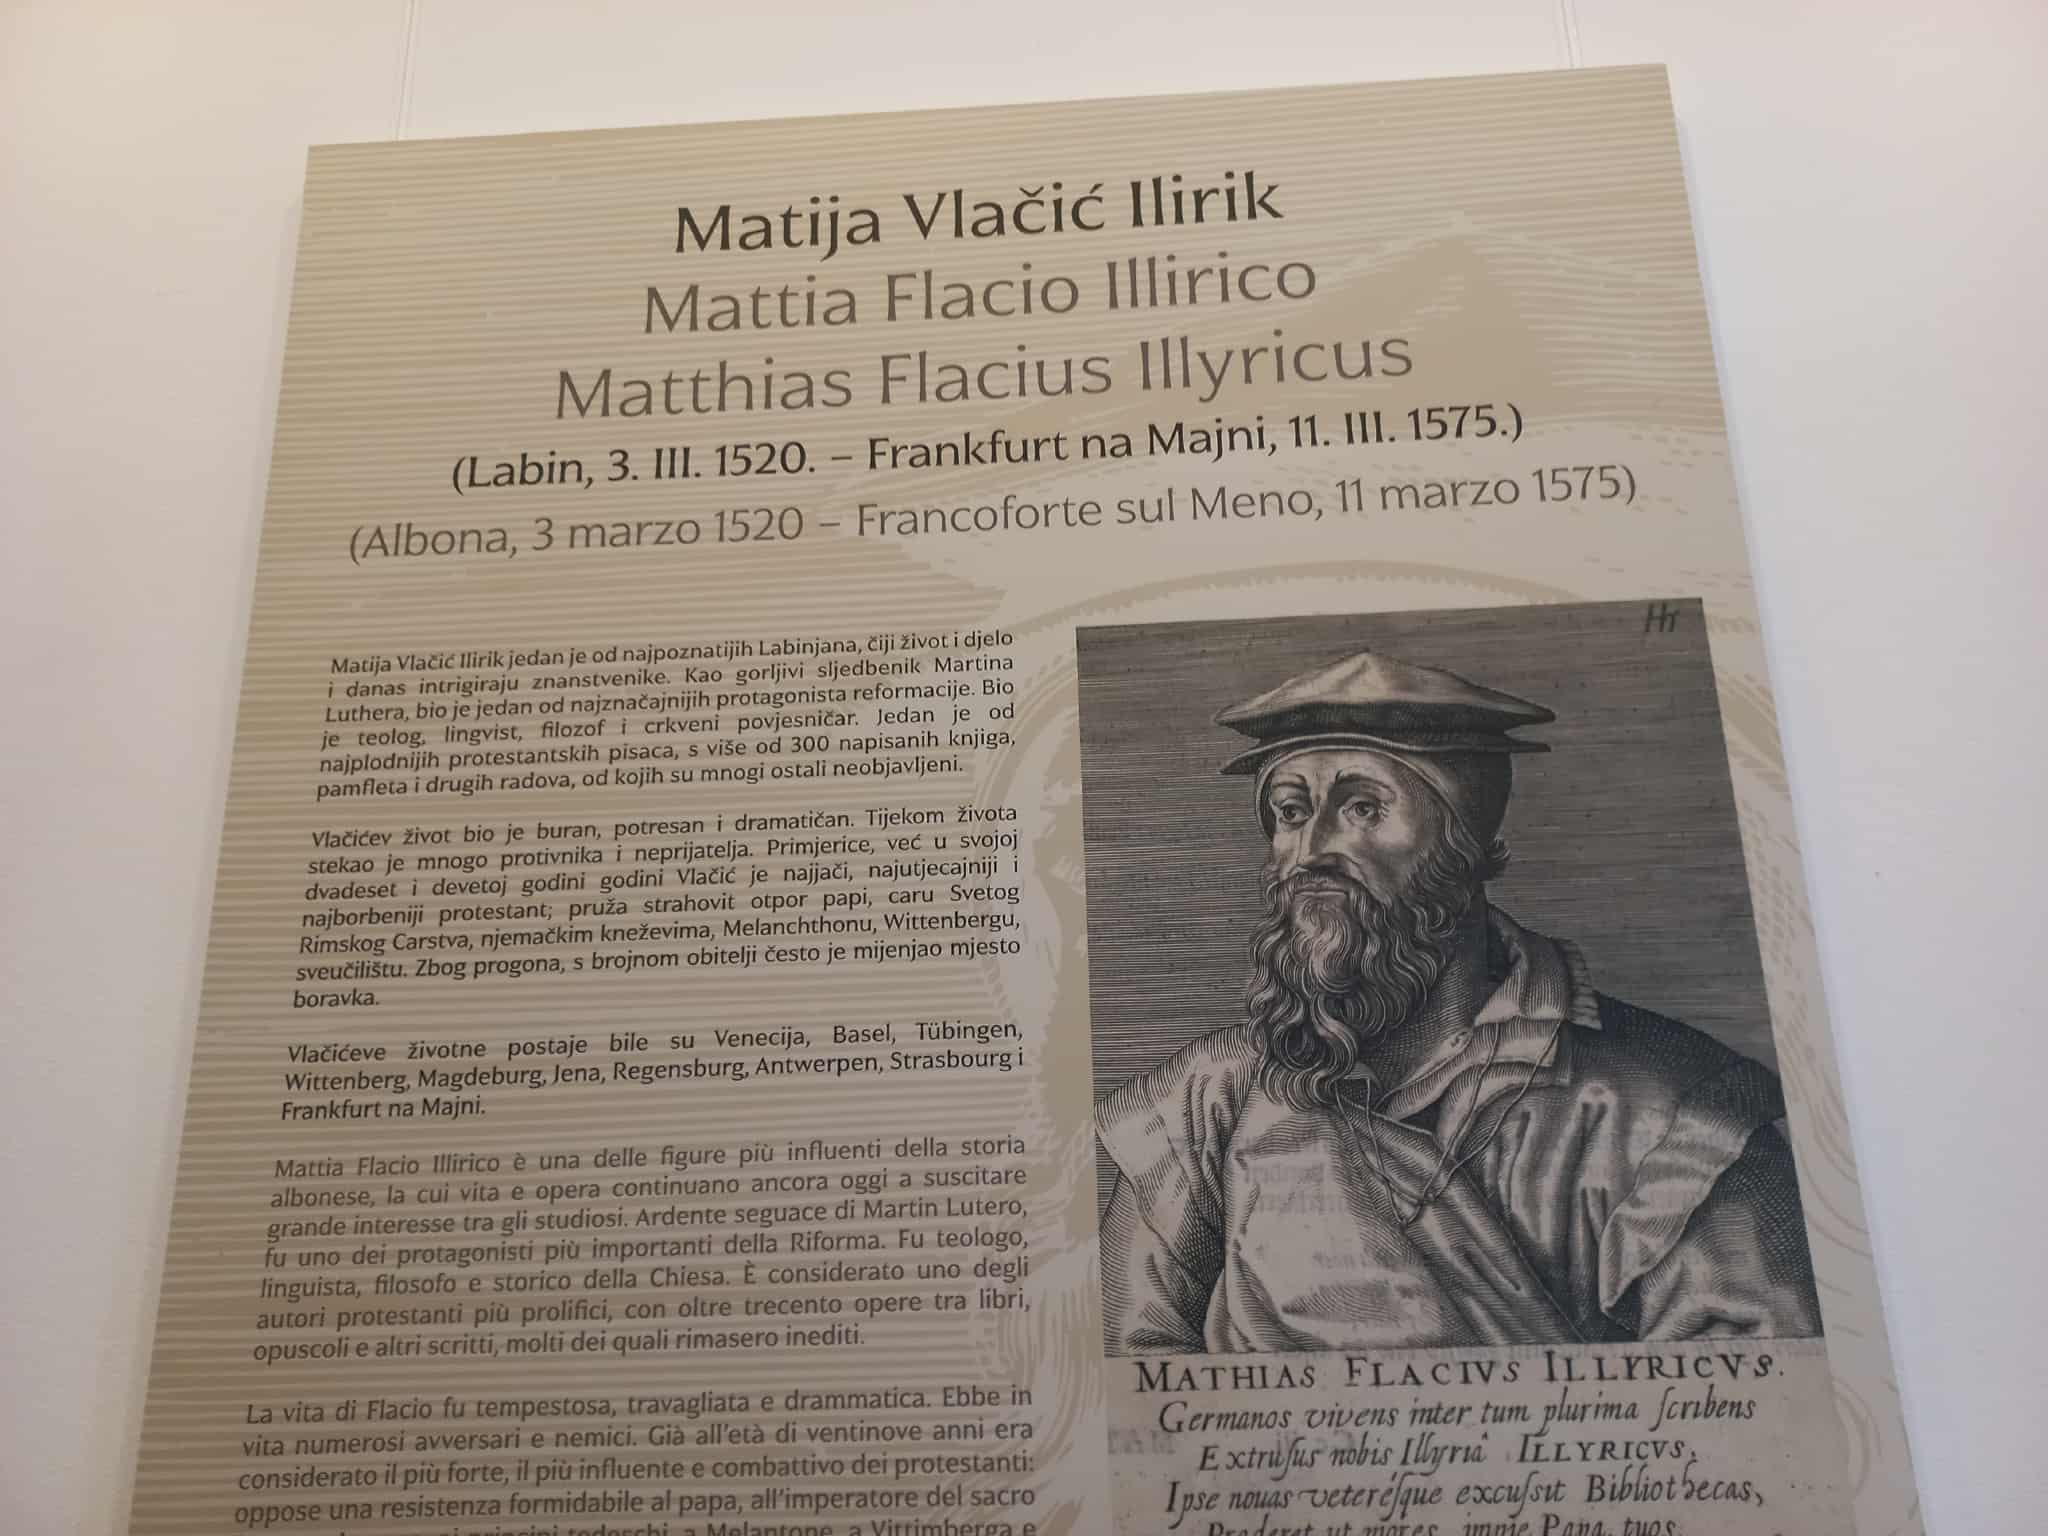 Matija Vlačić Ilirik
Mattia Flacio Illirico
Matthias Flacius Illyricus
(Labin, 3. III. 1520. – Frankfurt na Majni, 11. III. 1575.)
(Albona, 3 marzo 1520 – Francoforte sul Meno, 11 marzo 1575)
Matija Vlačić Ilirik jedan je od najpoznatijih Labinjana, čiji život i djelo
i danas intrigiraju znanstvenike. Kao gorljivi sljedbenik Martina
Luthera, bio je jedan od najznačajnijih protagonista reformacije. Bio
je teolog, lingvist, filozof i crkveni povjesničar. Jedan je od
najplodnijih protestantskih pisaca, s više od 300 napisanih knjiga,
pamfleta i drugih radova, od kojih su mnogi ostali neobjavljeni.
Vlačićev život bio je buran, potresan i dramatičan. Tijekom života
stekao je mnogo protivnika i neprijatelja. Primjerice, već u svojoj
dvadeset i devetoj godini godini Vlačić je najjači, najutjecajniji i
najborbeniji protestant; pruža strahovit otpor papi, caru Svetog
Rimskog Carstva, njemačkim kneževima, Melanchthonu, Wittenbergu,
sveučilištu. Zbog progona, s brojnom obitelji često je mijenjao mjesto
boravka.
Vlačićeve životne postaje bile su Venecija, Basel, Tübingen,
Wittenberg, Magdeburg, Jena, Regensburg, Antwerpen, Strasbourg i
Frankfurt na Majni.
Mattia Flacio Illirico è una delle figure più influenti della storia
albonese, la cui vita e opera continuano ancora oggi a suscitare
grande interesse tra gli studiosi. Ardente seguace di Martin Lutero,
fu uno dei protagonisti più importanti della Riforma. Fu teologo,
linguista, filosofo e storico della Chiesa. È considerato uno degli
autori protestanti più prolifici, con oltre trecento opere tra libri,
opuscoli e altri scritti, molti dei quali rimasero inediti.
La vita di Flacio fu tempestosa, travagliata e drammatica. Ebbe in
vita numerosi avversari e nemici. Già all'età di ventinove anni era
considerato il più forte, il più influente e combattivo dei protestanti:
oppose una resistenza formidabile al papa, all'imperatore del sacro
principi tedeschi, a Melantone, a Vittimberga e
Hr
MATHIAS FLACIVS ILLYRICVS.
Germanos vivens inter tum plurima ſcribens
Extruſus nobis Illyriâ ILLYRICVS,
Ipse nouas veteréſque excuſsit Bibliothecas,
Proderet ut mores, impie Papa, tuos.